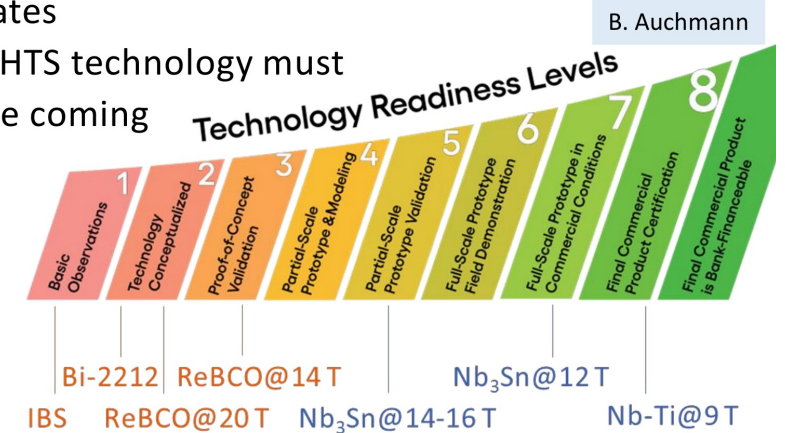 ates
B. Auchmann
HTS technology must
e coming
Technology Readiness Levels
1
Basic
Observations
2
Technology
Conceptualized
3
Proof-of-Concept
Validation
4
Partial-Scale
Prototype &Modeling
5
Partial-Scale
Prototype Validation
6
Full-Scale Prototype
Field Demonstration
7
Full-Scale Prototype in
Commercial Conditions
8
Final Commercial
Product Certification
Final Commercial Product
is Bank-Financeable
Bi-2212 ReBCO@14 T Nb₃Sn@12 T
IBS ReBCO@20 T Nb₃Sn@14-16 T Nb-Ti@9 T